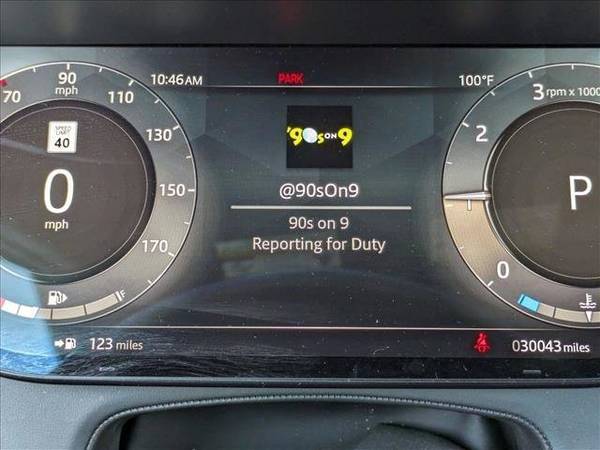 90
mph
70
110
130
150
170
SPEED
LIMIT
40
0
mph
F
10:46AM
PARK
100°F
'90s ON 9
@90sOn9
90s on 9
Reporting for Duty
3 rpm x 1000
2
1
0
P
123 miles
030043 miles